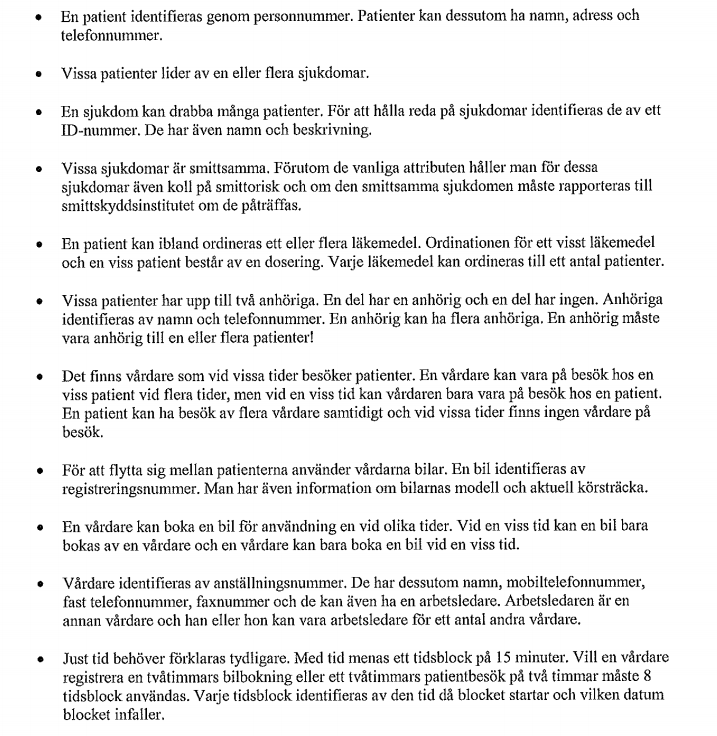 • En patient identifieras genom personnummer. Patienter kan dessutom ha namn, adress och
telefonnummer.
• Vissa patienter lider av en eller flera sjukdomar.
• En sjukdom kan drabba många patienter. För att hålla reda på sjukdomar identifieras de av ett
ID-nummer. De har även namn och beskrivning.
• Vissa sjukdomar är smittsamma. Förutom de vanliga attributen håller man för dessa
sjukdomar även koll på smittorisk och om den smittsamma sjukdomen måste rapporteras till
smittskyddsinstitutet om de påträffas.
• En patient kan ibland ordineras ett eller flera läkemedel. Ordinationen för ett visst läkemedel
och en viss patient består av en dosering. Varje läkemedel kan ordineras till ett antal patienter.
• Vissa patienter har upp till två anhöriga. En del har en anhörig och en del har ingen. Anhöriga
identifieras av namn och telefonnummer. En anhörig kan ha flera anhöriga. En anhörig måste
vara anhörig till en eller flera patienter!
• Det finns vårdare som vid vissa tider besöker patienter. En vårdare kan vara på besök hos en
viss patient vid flera tider, men vid en viss tid kan vårdaren bara vara på besök hos en patient.
En patient kan ha besök av flera vårdare samtidigt och vid vissa tider finns ingen vårdare på
besök.
• För att flytta sig mellan patienterna använder vårdarna bilar. En bil identifieras av
registreringsnummer. Man har även information om bilarnas modell och aktuell körsträcka.
• En vårdare kan boka en bil för användning en vid olika tider. Vid en viss tid kan en bil bara
bokas av en vårdare och en vårdare kan bara boka en bil vid en viss tid.
• Vårdare identifieras av anställningsnummer. De har dessutom namn, mobiltelefonnummer,
fast telefonnummer, faxnummer och de kan även ha en arbetsledare. Arbetsledaren är en
annan vårdare och han eller hon kan vara arbetsledare för ett antal andra vårdare.
• Just tid behöver förklaras tydligare. Med tid menas ett tidsblock på 15 minuter. Vill en vårdare
registrera en tvåtimmars bilbokning eller ett tvåtimmars patientbesök på två timmar måste 8
tidsblock användas. Varje tidsblock identifieras av den tid då blocket startar och vilken datum
blocket infaller.